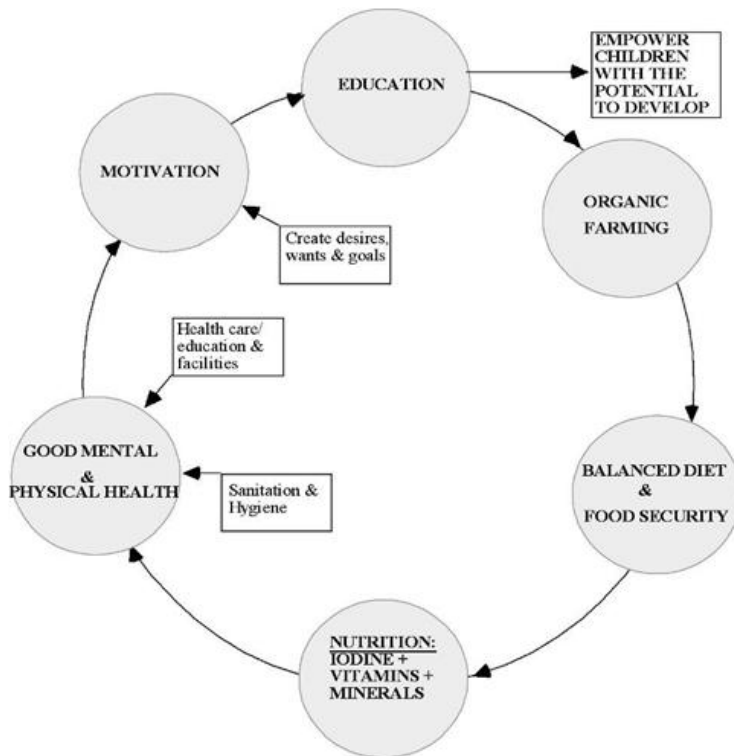 EDUCATION
EMPOWER
CHILDREN
WITH THE
POTENTIAL
TO DEVELOP
MOTIVATION
ORGANIC
FARMING
Create desires,
wants & goals
Health care/
education &
facilities
GOOD MENTAL
&
PHYSICAL HEALTH
Sanitation &
Hygiene
BALANCED DIET
&
FOOD SECURITY
NUTRITION:
IODINE +
VITAMINS +
MINERALS